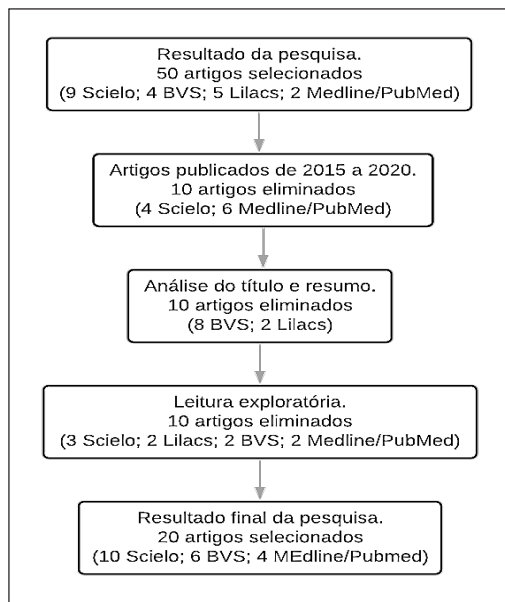 Resultado da pesquisa.
50 artigos selecionados
(9 Scielo; 4 BVS; 5 Lilacs; 2 Medline/PubMed)
Artigos publicados de 2015 a 2020.
10 artigos eliminados
(4 Scielo; 6 Medline/PubMed)
Análise do título e resumo.
10 artigos eliminados
(8 BVS; 2 Lilacs)
Leitura exploratória.
10 artigos eliminados
(3 Scielo; 2 Lilacs; 2 BVS; 2 Medline/PubMed)
Resultado final da pesquisa.
20 artigos selecionados
(10 Scielo; 6 BVS; 4 MEdline/Pubmed)